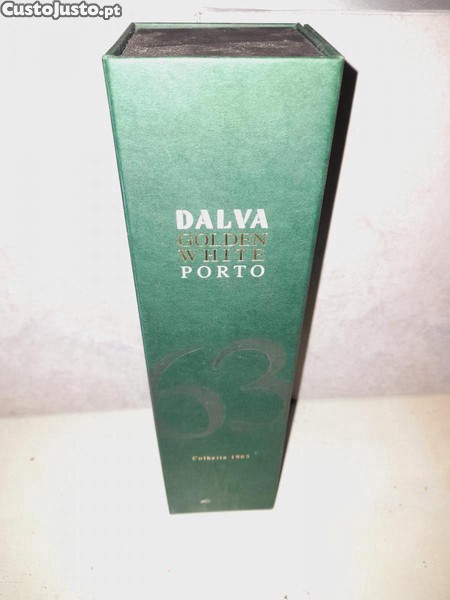 CustoJusto.pt
DALVA
GOLDEN
WHITE
PORTO
63
Colheita 1963